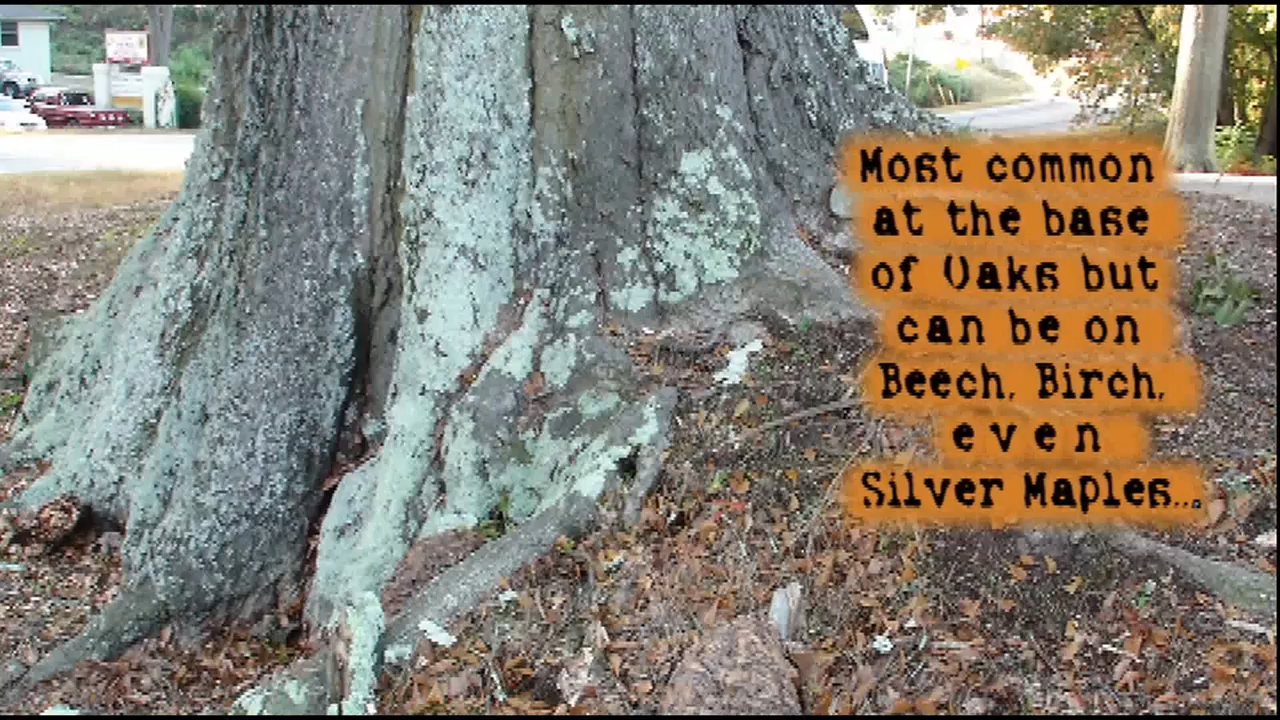 Most common
at the base
of Oaks but
can be on
Beech, Birch,
even
Silver Maples...